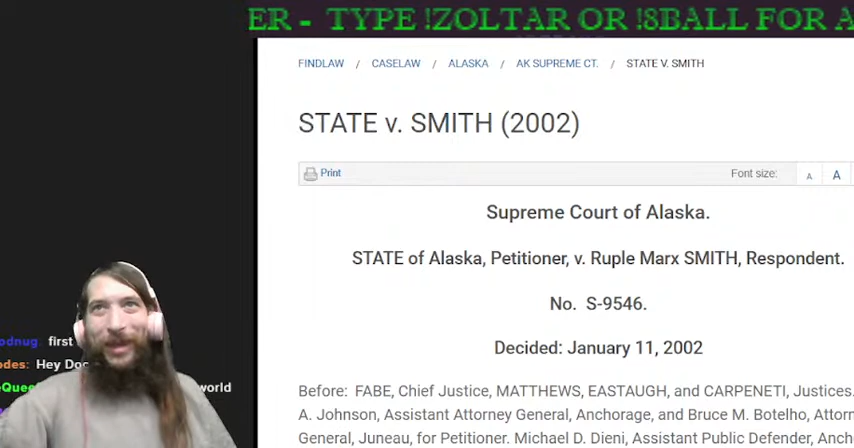 ER - TYPE !ZOLTAR OR !8BALL FOR A
FINDLAW / CASELAW / ALASKA / AK SUPREME CT. / STATE V. SMITH
STATE v. SMITH (2002)
Print Font size: A A
Supreme Court of Alaska.
STATE of Alaska, Petitioner, v. Ruple Marx SMITH, Respondent.
No. S-9546.
Decided: January 11, 2002
odnug: first
odes: Hey Doc
Quee world
Before: FABE, Chief Justice, MATTHEWS, EASTAUGH, and CARPENETI, Justices.
A. Johnson, Assistant Attorney General, Anchorage, and Bruce M. Botelho, Attorn
General, Juneau, for Petitioner. Michael D. Dieni, Assistant Public Defender, Anch